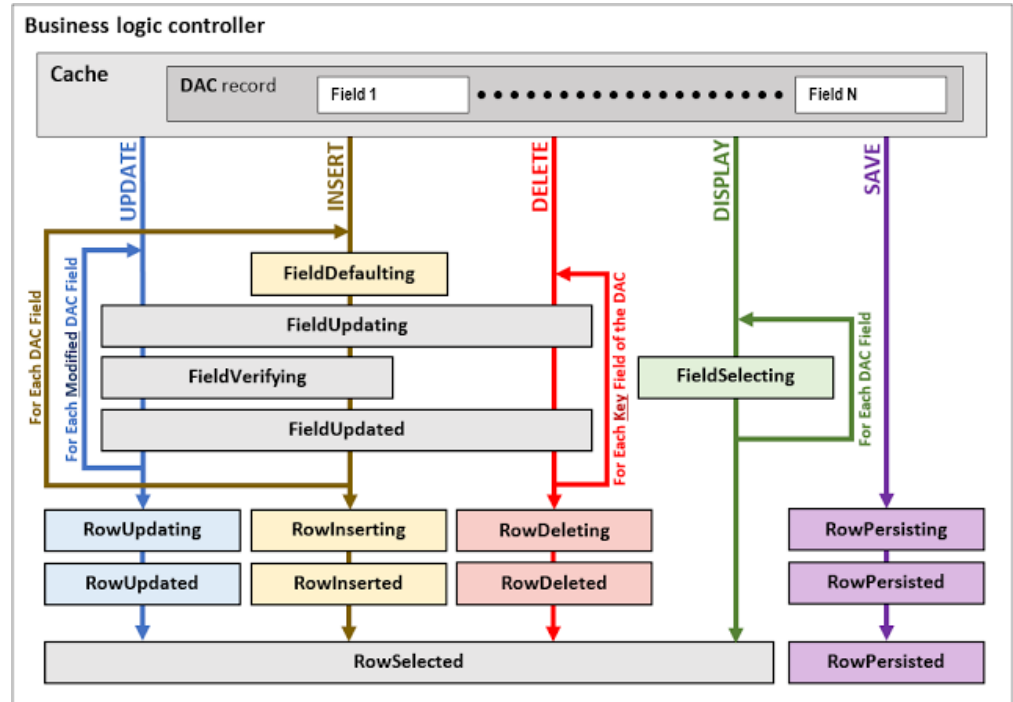 Business logic controller
Cache
DAC record
Field 1
Field N
UPDATE
INSERT
DELETE
DISPLAY
SAVE
For Each DAC Field
For Each Modified DAC Field
FieldDefaulting
FieldUpdating
FieldVerifying
FieldUpdated
For Each Key Field of the DAC
FieldSelecting
For Each DAC Field
RowUpdating
RowInserting
RowDeleting
RowPersisting
RowUpdated
RowInserted
RowDeleted
RowPersisted
RowSelected
RowPersisted